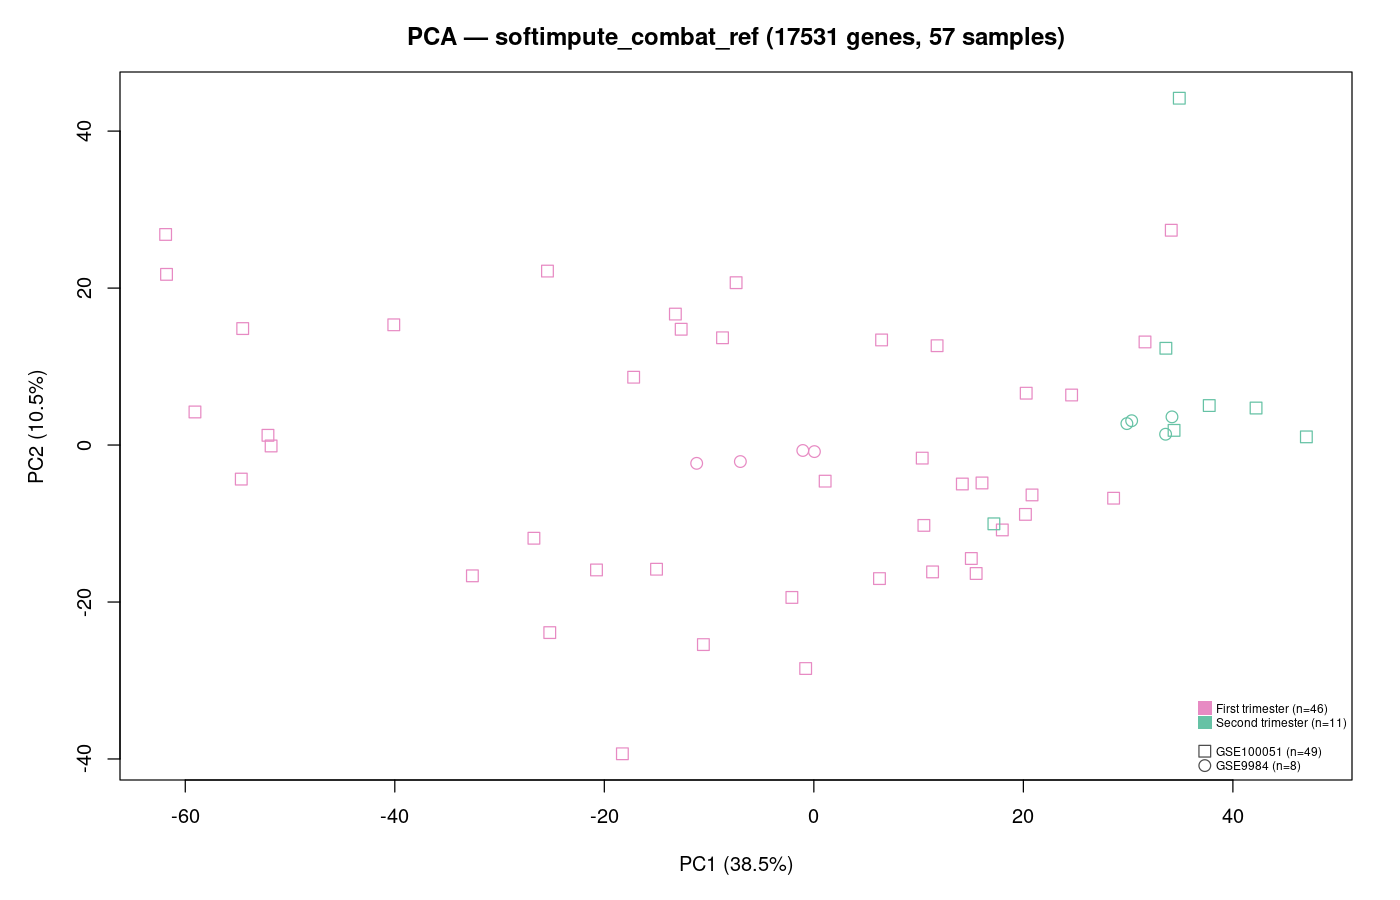 PCA — softimpute_combat_ref (17531 genes, 57 samples)
PC2 (10.5%)
40
20
0
-20
-40
-60
-40
-20
0
20
40
PC1 (38.5%)
First trimester (n=46)
Second trimester (n=11)
GSE100051 (n=49)
GSE9984 (n=8)